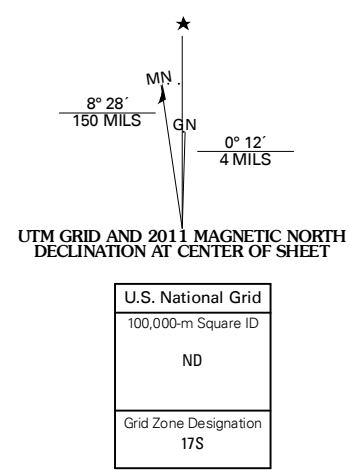 ★
MN
8° 28´
150 MILS
GN
0° 12´
4 MILS
UTM GRID AND 2011 MAGNETIC NORTH
DECLINATION AT CENTER OF SHEET
U.S. National Grid
100,000-m Square ID
ND
Grid Zone Designation
17S